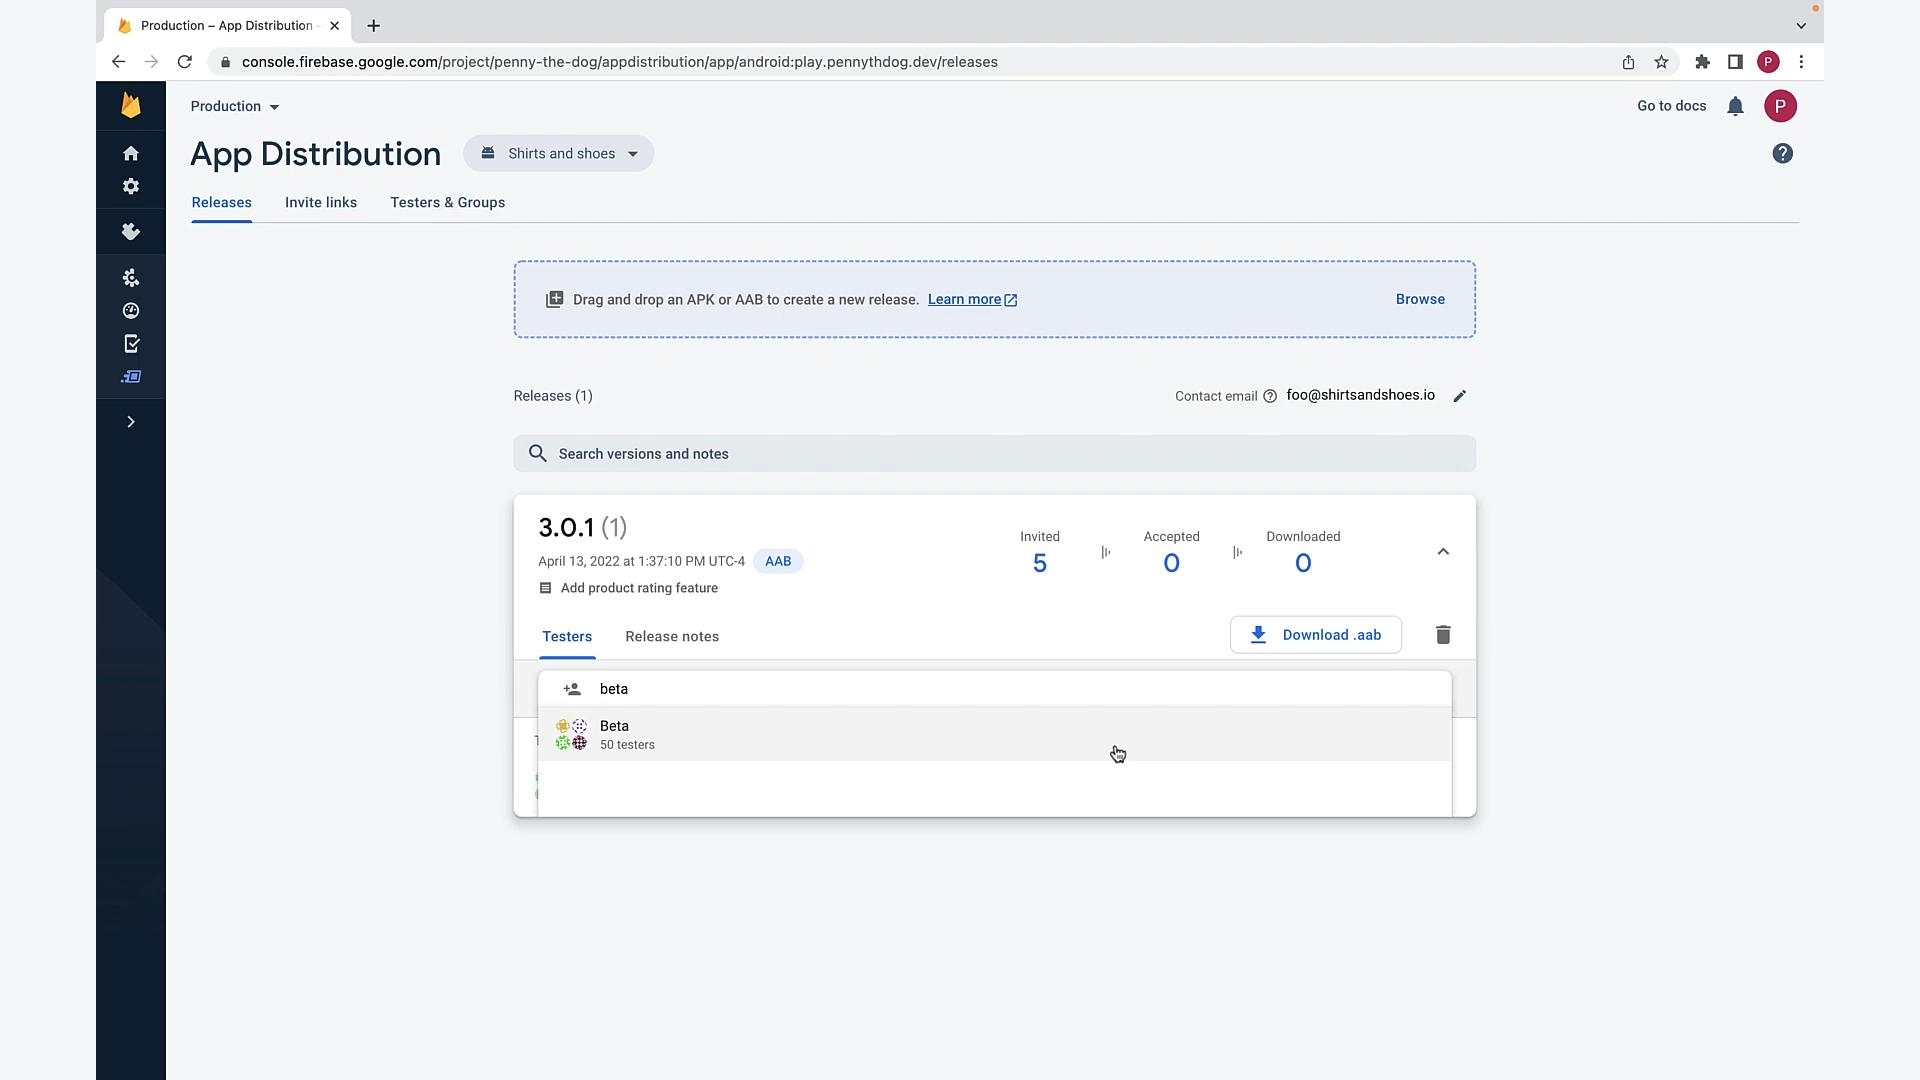 Production – App Distribution
console.firebase.google.com/project/penny-the-dog/appdistribution/app/android:play.pennythdog.dev/releases
P
Production
Go to docs
P
App Distribution
Shirts and shoes
?
Releases
Invite links
Testers & Groups
Drag and drop an APK or AAB to create a new release. Learn more
Browse
Releases (1)
Contact email ? foo@shirtsandshoes.io
Search versions and notes
3.0.1 (1)
Invited
Accepted
Downloaded
5
0
0
April 13, 2022 at 1:37:10 PM UTC-4
AAB
Add product rating feature
Testers
Release notes
Download .aab
beta
Beta
50 testers